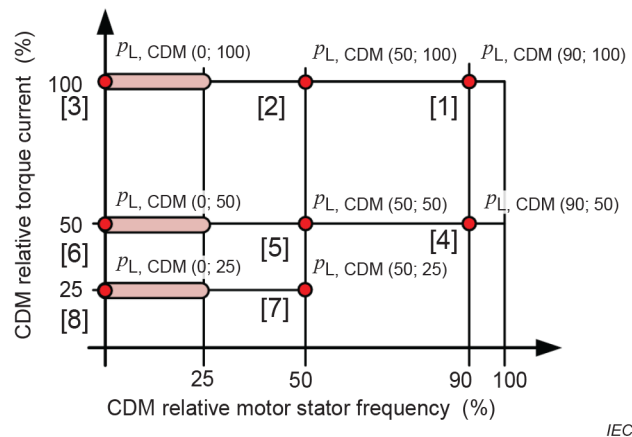 CDM relative torque current (%)
pL, CDM (0; 100)
pL, CDM (50; 100)
pL, CDM (90; 100)
100
[3]
[2]
[1]
pL, CDM (0; 50)
pL, CDM (50; 50)
pL, CDM (90; 50)
50
[6]
[5]
[4]
pL, CDM (0; 25)
pL, CDM (50; 25)
25
[8]
[7]
25 50 90 100
CDM relative motor stator frequency (%)
IEC